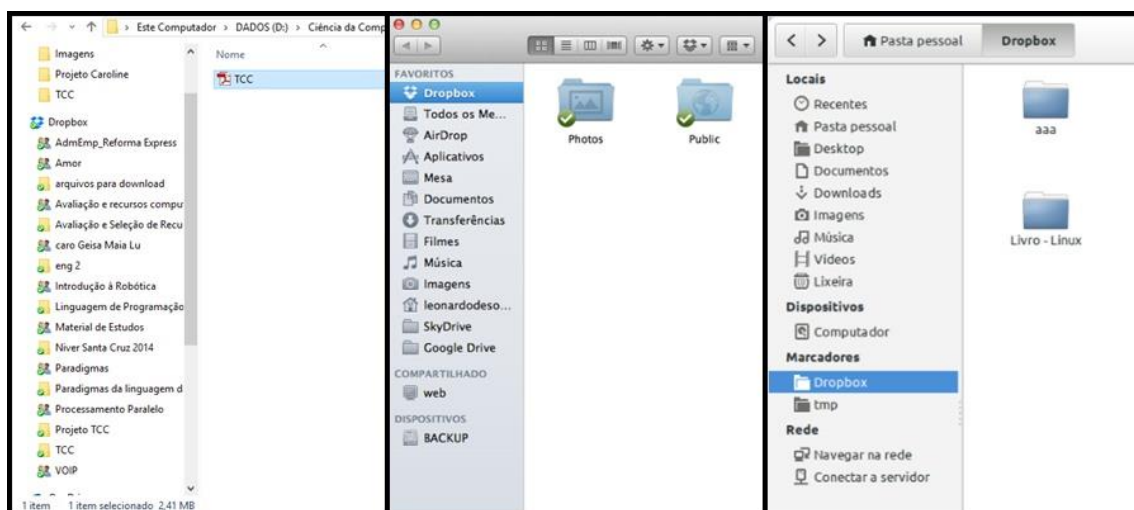 Este Computador > DADOS (D:) > Ciência da Comp
Imagens
Projeto Caroline
TCC
Dropbox
AdmEmp_Reforma Express
Amor
arquivos para download
Avaliação e recursos compu
Avaliação e Seleção de Recu
caro Geisa Maia Lu
eng 2
Introdução à Robótica
Linguagem de Programação
Material de Estudos
Niver Santa Cruz 2014
Paradigmas
Paradigmas da linguagem d
Processamento Paralelo
Projeto TCC
TCC
VOIP
1 item 1 item selecionado 2,41 MB
Nome
TCC
FAVORITOS
Dropbox
Todos os Me...
AirDrop
Aplicativos
Mesa
Documentos
Transferências
Filmes
Música
Imagens
leonardodeso...
SkyDrive
Google Drive
COMPARTILHADO
web
DISPOSITIVOS
BACKUP
Photos
Public
Pasta pessoal
Dropbox
Locais
Recentes
Pasta pessoal
Desktop
Documentos
Downloads
Imagens
Música
Vídeos
Lixeira
Dispositivos
Computador
Marcadores
Dropbox
tmp
Rede
Navegar na rede
Conectar a servidor
aaa
Livro - Linux